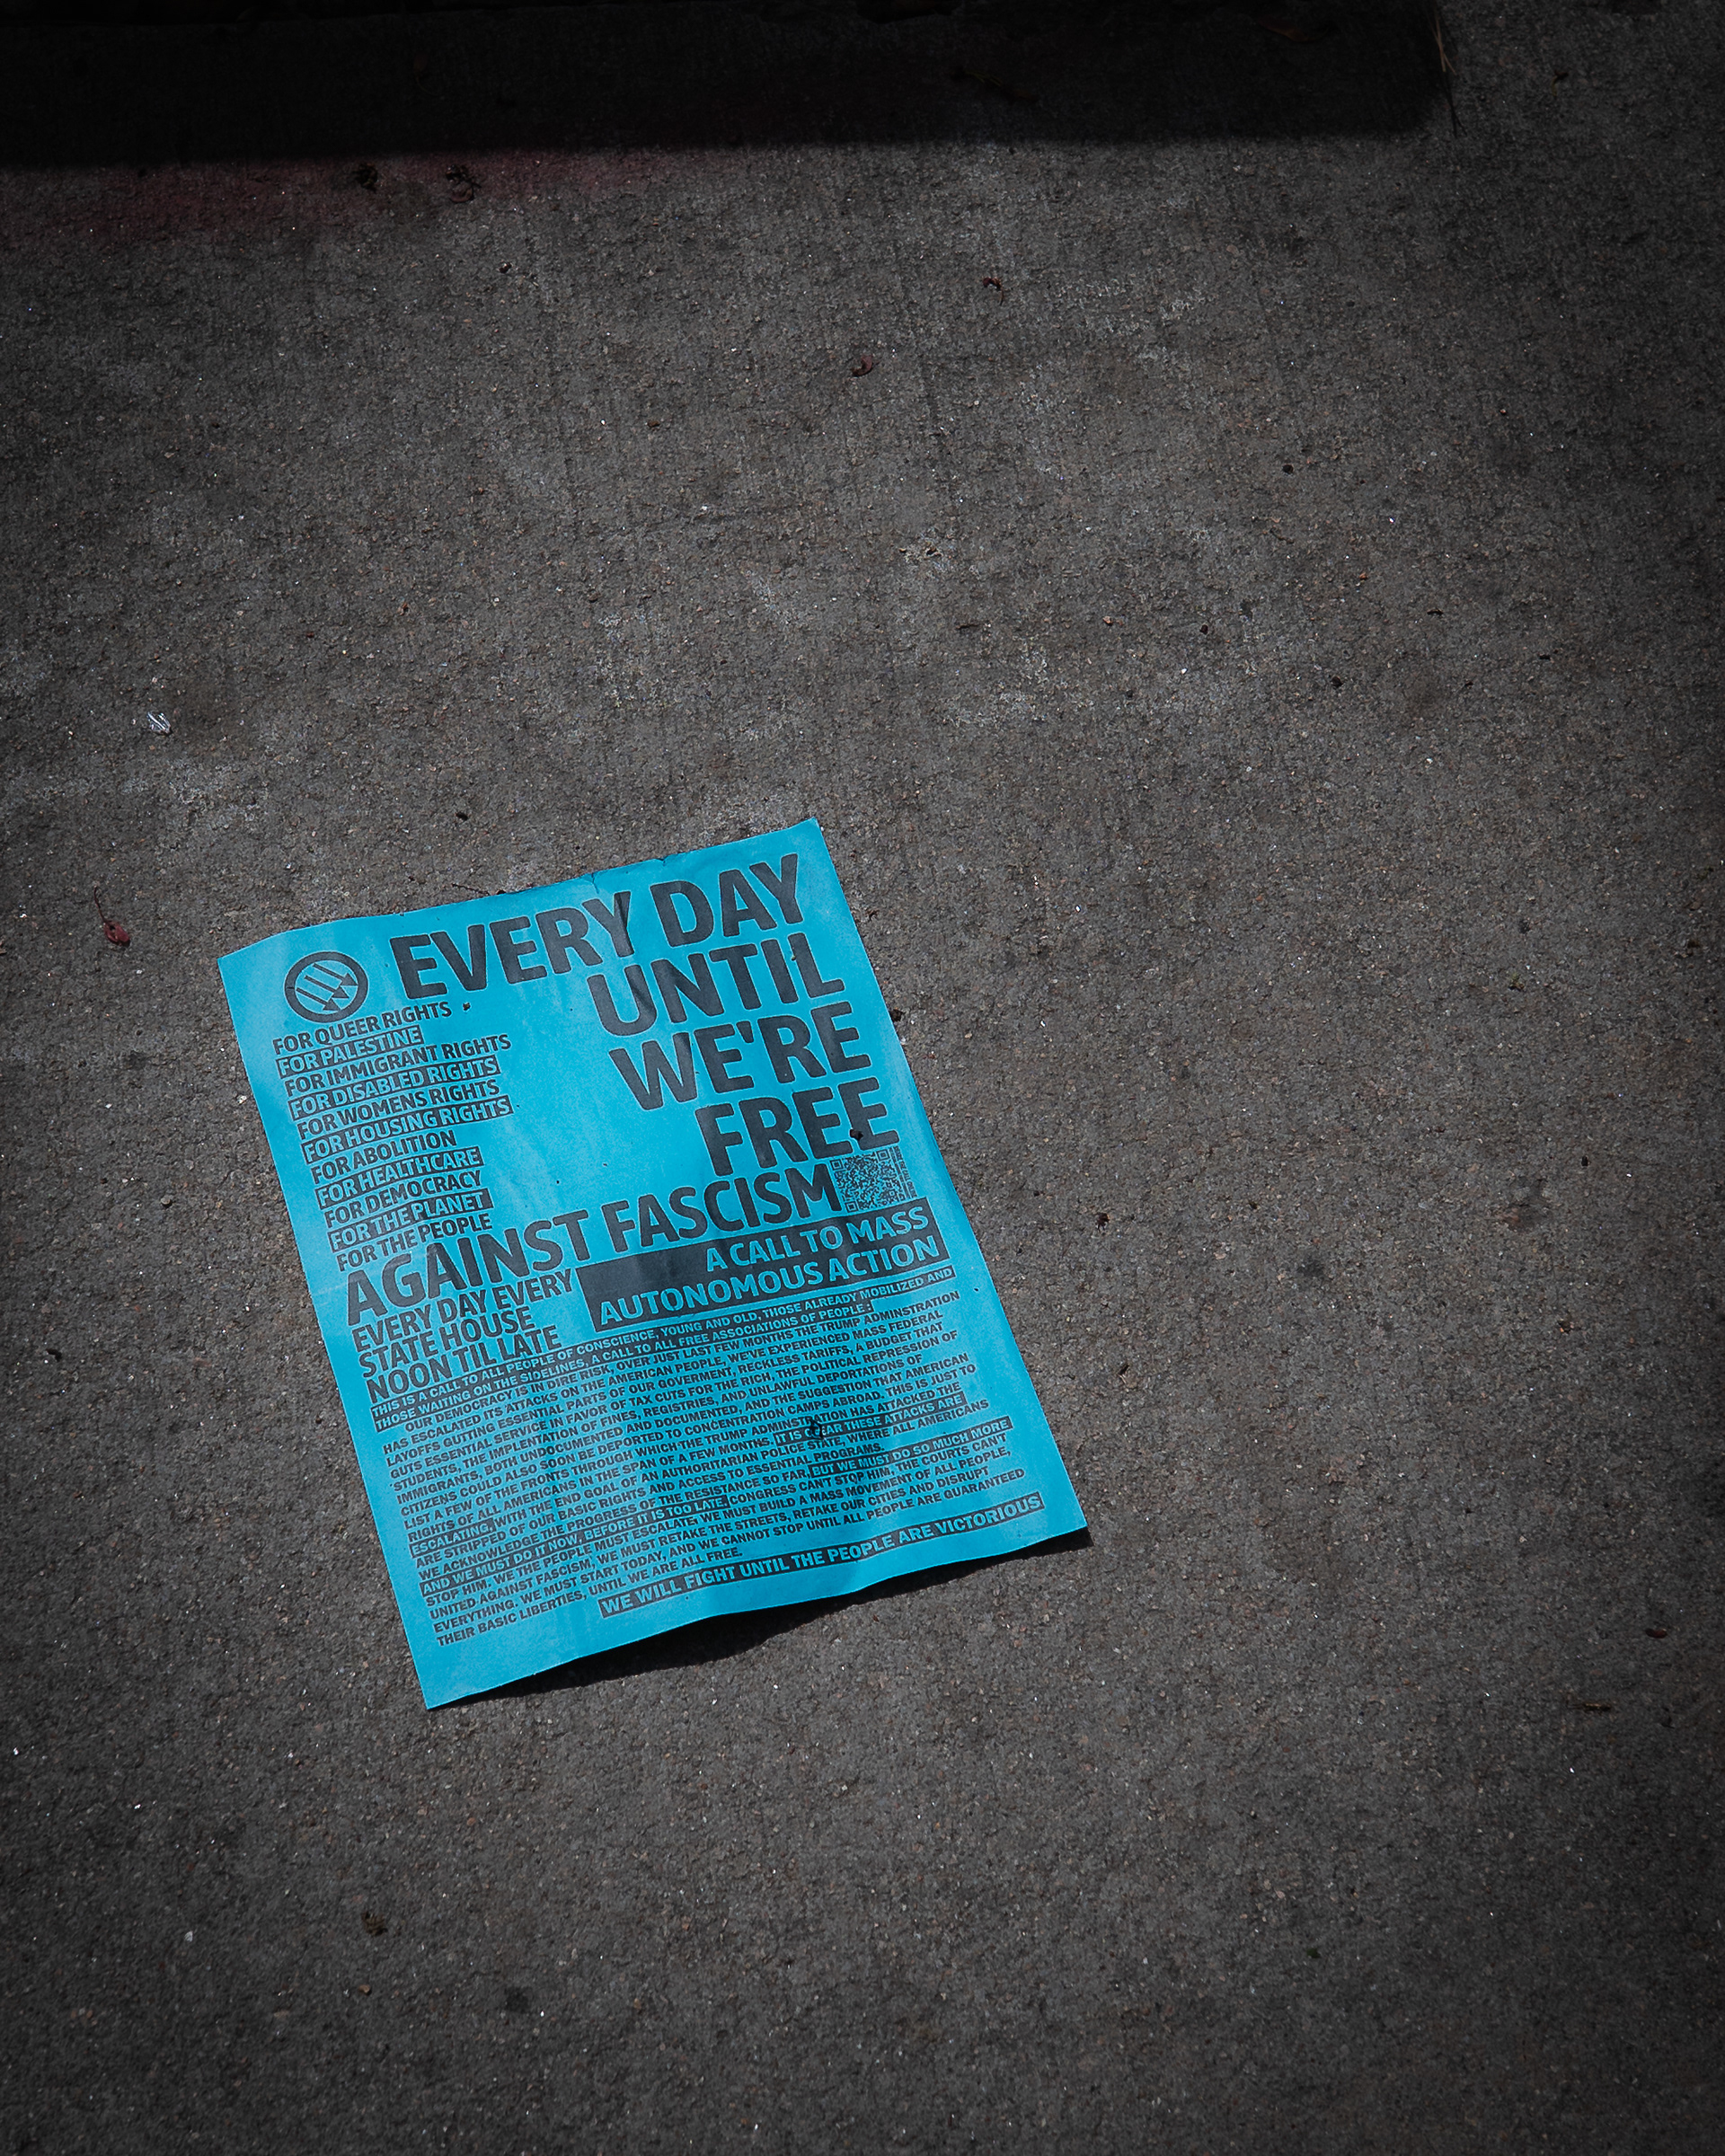 EVERY DAY
UNTIL
WE'RE
FREE
FOR QUEER RIGHTS
FOR PALESTINE
FOR IMMIGRANT RIGHTS
FOR DISABLED RIGHTS
FOR WOMENS RIGHTS
FOR HOUSING RIGHTS
FOR ABOLITION
FOR HEALTHCARE
FOR DEMOCRACY
FOR THE PLANET
FOR THE PEOPLE
AGAINST FASCISM
EVERY DAY EVERY
STATE HOUSE
NOON TIL LATE
A CALL TO MASS
AUTONOMOUS ACTION
THIS IS A CALL TO ALL PEOPLE OF CONSCIENCE, YOUNG AND OLD, THOSE ALREADY MOBILIZED AND
THOSE WAITING ON THE SIDELINES, A CALL TO ALL FREE ASSOCIATIONS OF PEOPLE:
OUR DEMOCRACY IS IN DIRE RISK, OVER JUST LAST FEW MONTHS THE TRUMP ADMINSTRATION
HAS ESCALATED ITS ATTACKS ON THE AMERICAN PEOPLE, WE'VE EXPERIENCED MASS FEDERAL
LAYOFFS GUTTING ESSENTIAL PARTS OF OUR GOVERMENT, RECKLESS TARIFFS, A BUDGET THAT
GUTS ESSENTIAL SERVICE IN FAVOR OF TAX CUTS FOR THE RICH, THE POLITICAL REPRESSION OF
STUDENTS, THE IMPLENTATION OF FINES, REGISTRIES, AND UNLAWFUL DEPORTATIONS OF
IMMIGRANTS, BOTH UNDOCUMENTED AND DOCUMENTED, AND THE SUGGESTION THAT AMERICAN
CITIZENS COULD ALSO SOON BE DEPORTED TO CONCENTRATION CAMPS ABROAD. THIS IS JUST TO
LIST A FEW OF THE FRONTS THROUGH WHICH THE TRUMP ADMINSTRATION HAS ATTACKED THE
RIGHTS OF ALL AMERICANS IN THE SPAN OF A FEW MONTHS. IT IS CLEAR THESE ATTACKS ARE
ESCALATING WITH THE END GOAL OF AN AUTHORITARIAN POLICE STATE, WHERE ALL AMERICANS
ARE STRIPPED OF OUR BASIC RIGHTS AND ACCESS TO ESSENTIAL PROGRAMS.
WE ACKNOWLEDGE THE PROGRESS OF THE RESISTANCE SO FAR, BUT WE MUST DO SO MUCH MORE
AND WE MUST DO IT NOW, BEFORE IT IS TOO LATE. CONGRESS CAN'T STOP HIM, THE COURTS CAN'T
STOP HIM. WE THE PEOPLE MUST ESCALATE. WE MUST BUILD A MASS MOVEMENT OF ALL PEOPLE,
UNITED AGAINST FASCISM, WE MUST RETAKE THE STREETS, RETAKE OUR CITIES AND DISRUPT
EVERYTHING. WE MUST START TODAY, AND WE CANNOT STOP UNTIL ALL PEOPLE ARE GUARANTEED
THEIR BASIC LIBERTIES, UNTIL WE ARE ALL FREE.
WE WILL FIGHT UNTIL THE PEOPLE ARE VICTORIOUS